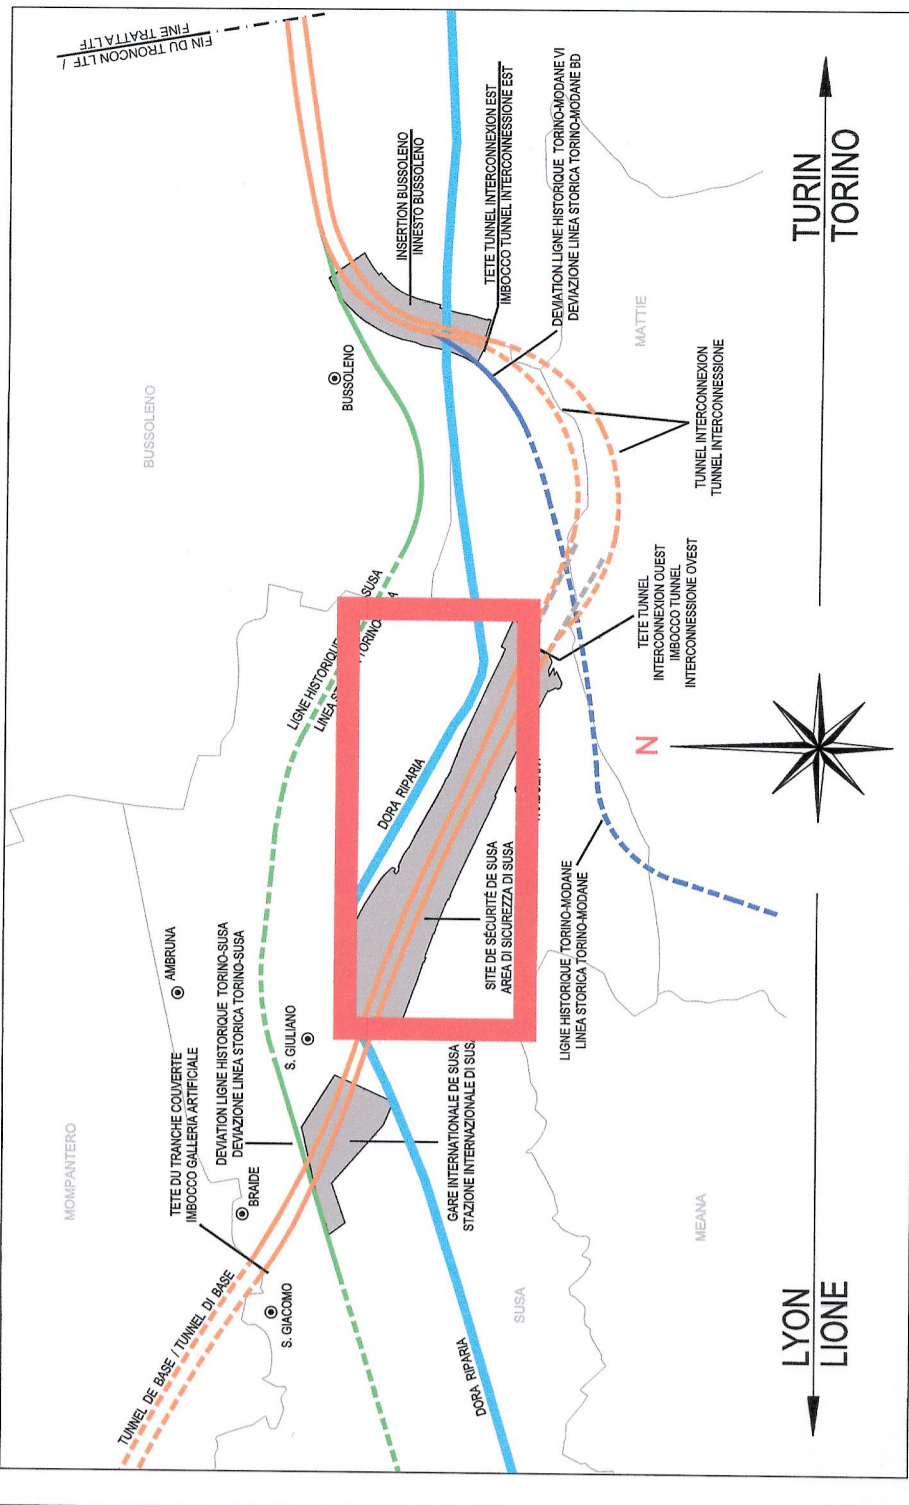 FIN DU TRONCON LTF /
FINE TRATTA LTF
MOMPANTERO
BUSSOLENO
TUNNEL DE BASE / TUNNEL DI BASE
TETE DU TRANCHE COUVERTE
IMBOCCO GALLERIA ARTIFICIALE
AMBRUNA
DEVIATION LIGNE HISTORIQUE TORINO-SUSA
DEVIAZIONE LINEA STORICA TORINO-SUSA
BRAIDE
S. GIACOMO
S. GIULIANO
LIGNE HISTORIQUE
SUSA
LINEA
TORINO
BUSSOLENO
INSERTION BUSSOLENO
INNESTO BUSSOLENO
DORA RIPARIA
TETE TUNNEL INTERCONNEXION EST
IMBOCCO TUNNEL INTERCONNESSIONE EST
DEVIATION LIGNE HISTORIQUE TORINO-MODANE VI
DEVIAZIONE LINEA STORICA TORINO-MODANE BD
GARE INTERNATIONALE DE SUSA
STAZIONE INTERNAZIONALE DI SUSA
SITE DE SÉCURITÉ DE SUSA
AREA DI SICUREZZA DI SUSA
DORA RIPARIA
SUSA
LIGNE HISTORIQUE TORINO-MODANE
LINEA STORICA TORINO-MODANE
TETE TUNNEL
INTERCONNEXION OUEST
IMBOCCO TUNNEL
INTERCONNESSIONE OVEST
N
MATTIE
TUNNEL INTERCONNEXION
TUNNEL INTERCONNESSIONE
MEANA
LYON
LIONE
TURIN
TORINO